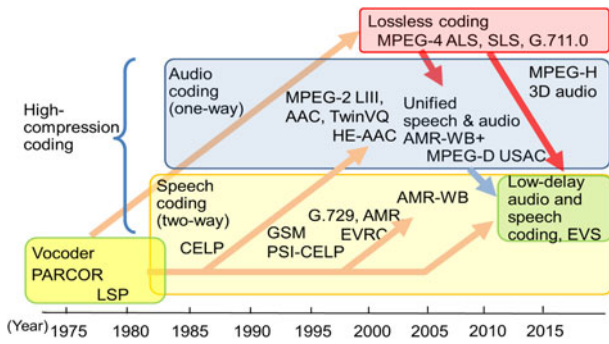 Lossless coding
MPEG-4 ALS, SLS, G.711.0
Audio
coding
(one-way)
MPEG-H
3D audio
High-
compression
coding
MPEG-2 LIII,
AAC, TwinVQ
HE-AAC
Unified
speech & audio
AMR-WB+
MPEG-D USAC
Speech
coding
(two-way)
AMR-WB
Low-delay
audio and
speech
coding, EVS
G.729, AMR
EVRC
GSM
PSI-CELP
CELP
Vocoder
PARCOR
LSP
(Year) 1975 1980 1985 1990 1995 2000 2005 2010 2015